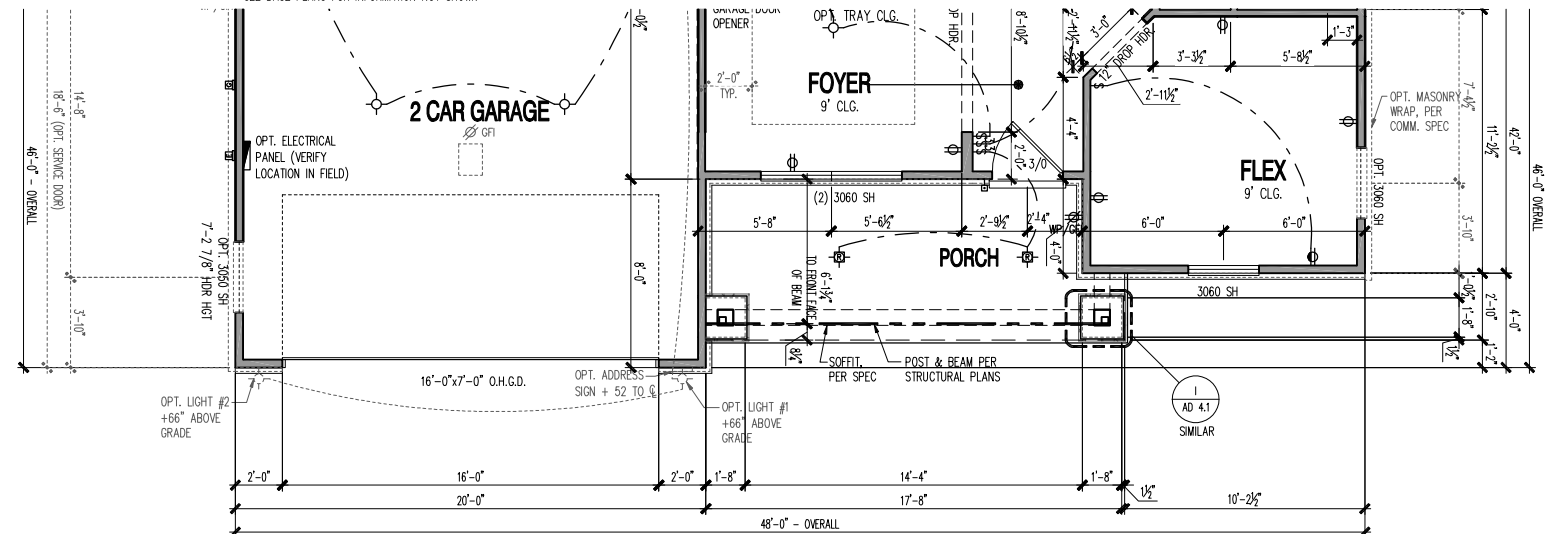 GARAGE DOOR
OPENER
OPT. TRAY CLG.
FOYER
9' CLG.
2'-0"
TYP.
2 CAR GARAGE
GFI
OPT. ELECTRICAL
PANEL (VERIFY
LOCATION IN FIELD)
46'-0" - OVERALL
18'-6" (OPT. SERVICE DOOR)
14'-8"
3'-10"
OPT. 3060 SH
7'-2 7/8" HDR HGT
8'-0"
8'-10½"
3'-0"
12" DROP HDR.
2'-11½"
3'-3½"
5'-8½"
1'-3"
4'-4"
2'-0"
3/0
FLEX
9' CLG.
OPT. MASONRY
WRAP, PER
COMM. SPEC
OPT. 3060 SH
7'-4½"
11'-2½"
42'-0"
46'-0" OVERALL
3'-10"
(2) 3060 SH
5'-8"
5'-6½"
2'-9½"
6'-0"
6'-0"
4'-0"
PORCH
6'-1¾"
TO FRONT FACE
OF BEAM
8¼"
3060 SH
1'-8"
2'-10"
4'-0"
1½"
1'-2"
SOFFIT,
PER SPEC
POST & BEAM PER
STRUCTURAL PLANS
16'-0"x7'-0" O.H.G.D.
OPT. ADDRESS
SIGN + 52 TO ℄
OPT. LIGHT #2
+66" ABOVE
GRADE
OPT. LIGHT #1
+66" ABOVE
GRADE
1
AD 4.1
SIMILAR
2'-0"
16'-0"
2'-0"
1'-8"
14'-4"
1'-8"
1½"
20'-0"
17'-8"
10'-2½"
48'-0" - OVERALL